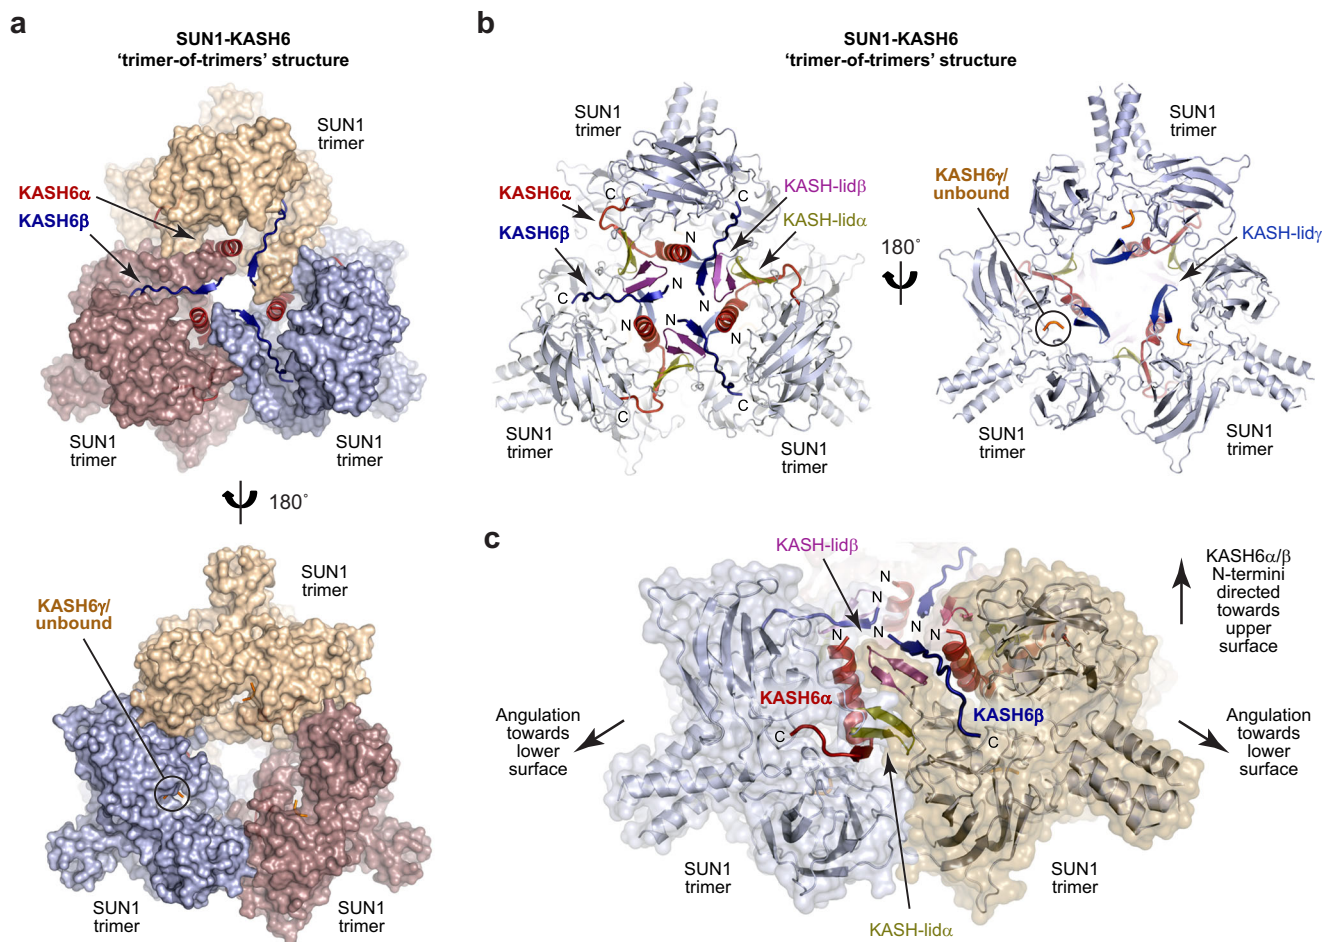 a
SUN1-KASH6
‘trimer-of-trimers’ structure
SUN1
trimer
KASH6α
KASH6β
SUN1
trimer
SUN1
trimer
180°
SUN1
trimer
KASH6γ/
unbound
SUN1
trimer
SUN1
trimer
b
SUN1-KASH6
‘trimer-of-trimers’ structure
SUN1
trimer
KASH6α
KASH6β
KASH-lidβ
KASH-lidα
C
C
N
N
N
C
N
N
N
C
C
SUN1
trimer
SUN1
trimer
180°
SUN1
trimer
KASH6γ/
unbound
KASH-lidγ
SUN1
trimer
SUN1
trimer
c
KASH-lidβ
N
N
N
N
N
N
KASH6α
KASH6β
C
C
KASH6α/β
N-termini
directed
towards
upper
surface
Angulation
towards
lower
surface
Angulation
towards
lower
surface
SUN1
trimer
SUN1
trimer
KASH-lidα